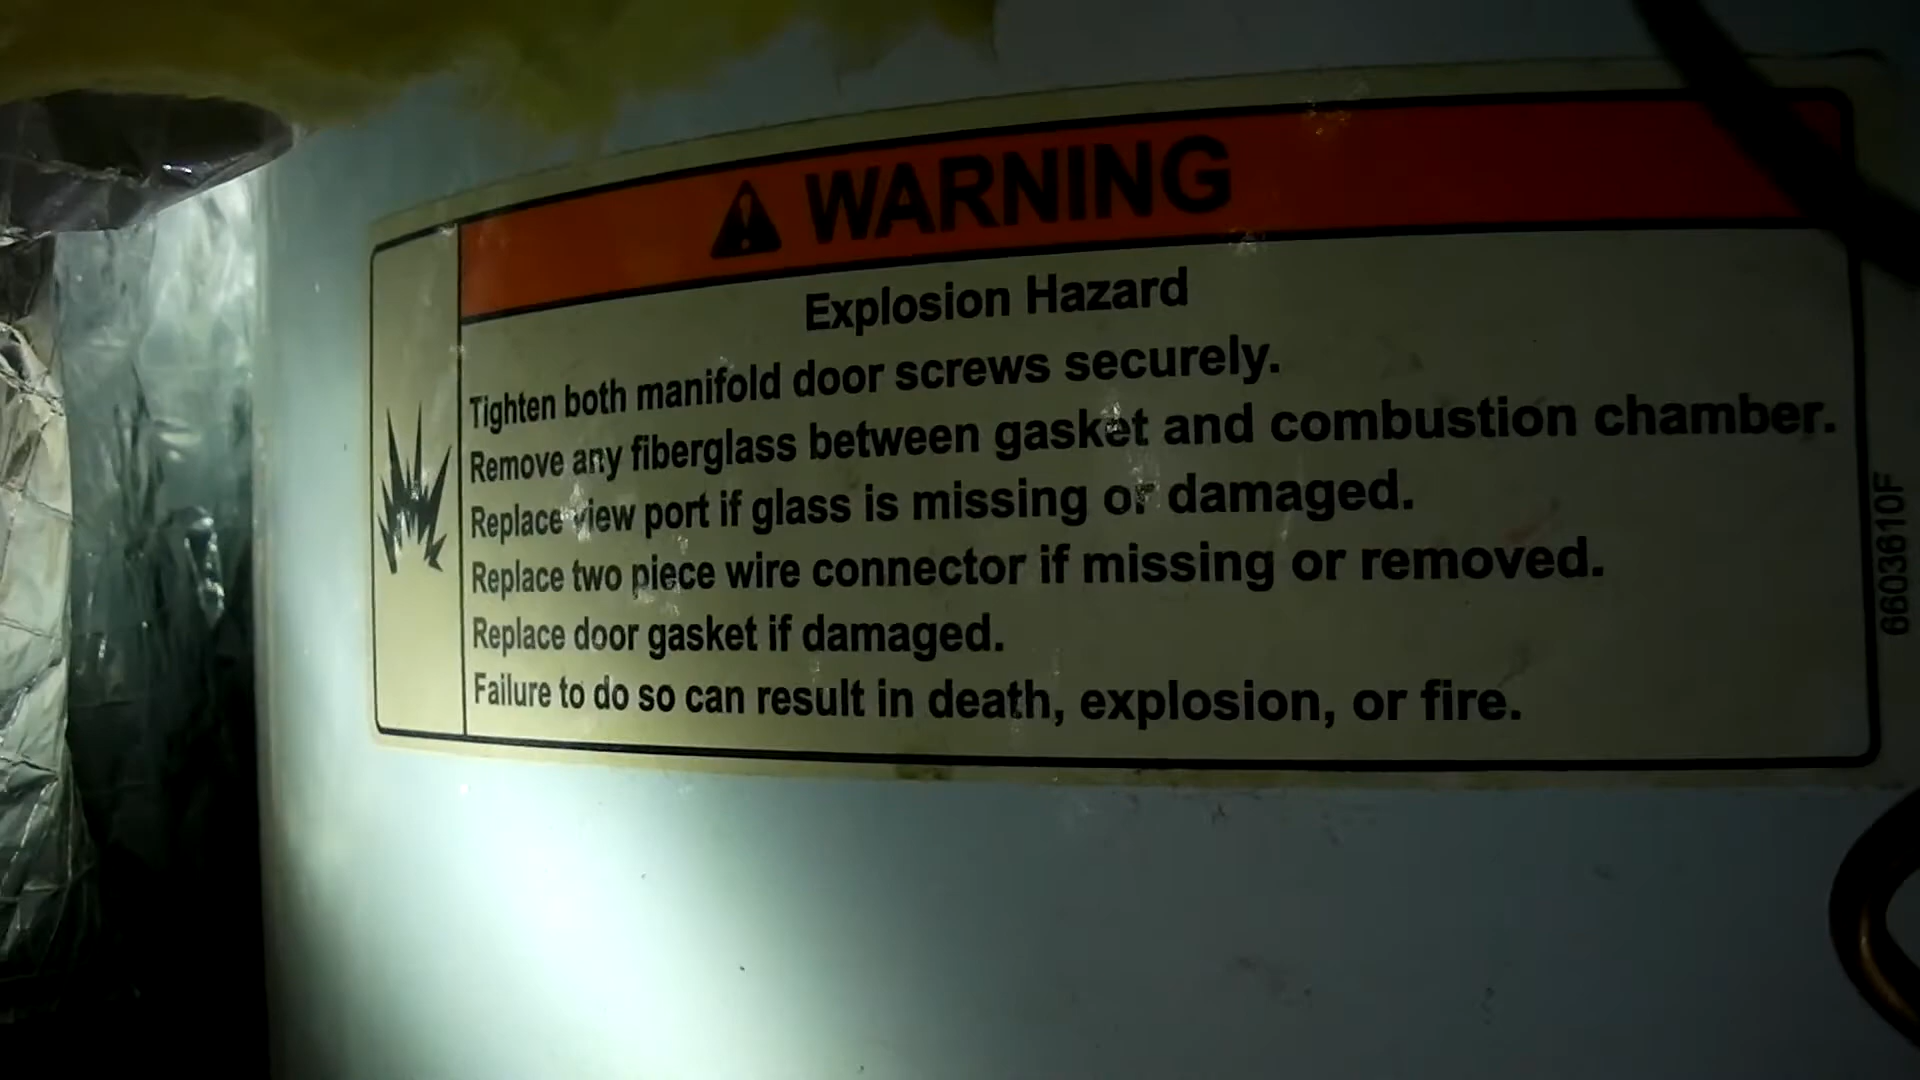 WARNING
Explosion Hazard
Tighten both manifold door screws securely.
Remove any fiberglass between gasket and combustion chamber.
Replace view port if glass is missing or damaged.
Replace two piece wire connector if missing or removed.
Replace door gasket if damaged.
Failure to do so can result in death, explosion, or fire.
6603610F